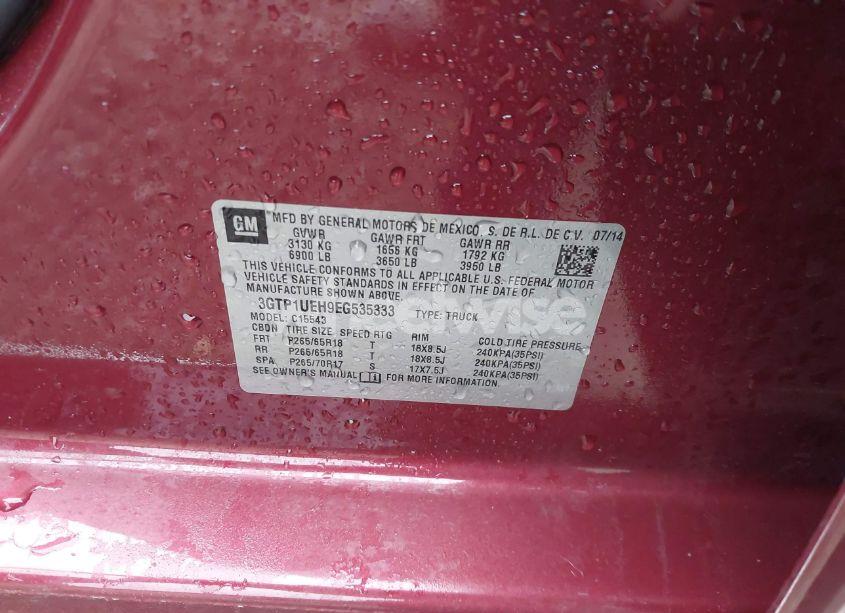 GM MFD BY GENERAL MOTORS DE MEXICO, S. DE R.L. DE C.V. 07/14
GVWR GAWR FRT GAWR RR
3130 KG 1656 KG 1792 KG
6900 LB 3650 LB 3950 LB
THIS VEHICLE CONFORMS TO ALL APPLICABLE U.S. FEDERAL MOTOR
VEHICLE SAFETY STANDARDS IN EFFECT ON THE DATE OF
MANUFACTURE SHOWN ABOVE.
3GTP1UEH9EG535333 TYPE: TRUCK
MODEL: C15543
CBDN TIRE SIZE SPEED RTG RIM COLD TIRE PRESSURE
FRT P265/65R18 T 18X8.5J 240KPA(35PSI)
RR P265/65R18 T 18X8.5J 240KPA(35PSI)
SPA P265/70R17 S 17X7.5J 240KPA(35PSI)
SEE OWNER'S MANUAL FOR MORE INFORMATION.